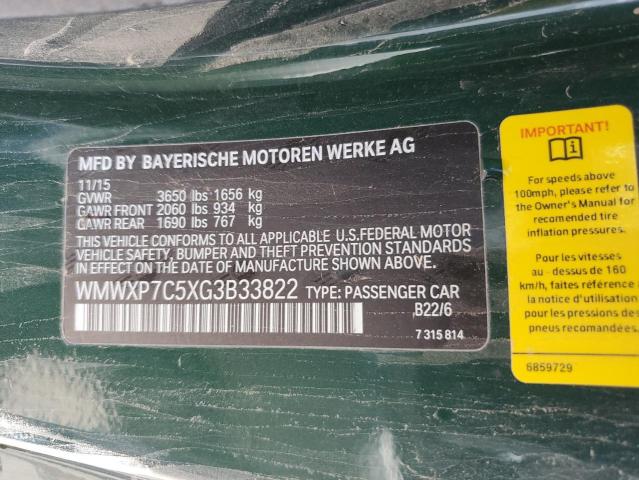 MFD BY BAYERISCHE MOTOREN WERKE AG
11/15
GVWR 3650 lbs 1656 kg
GAWR FRONT 2060 lbs 934 kg
GAWR REAR 1690 lbs 767 kg
THIS VEHICLE CONFORMS TO ALL APPLICABLE U.S.FEDERAL MOTOR
VEHICLE SAFETY, BUMPER AND THEFT PREVENTION STANDARDS
IN EFFECT ON THE DATE OF MANUFACTURE SHOWN ABOVE.
WMWXP7C5XG3B33822 TYPE: PASSENGER CAR
B22/6
7 315 814
IMPORTANT!
For speeds above
100mph, please refer to
the Owner's Manual for
recomended tire
inflation pressures.
Pour les vitesses
au - dessus de 160
km/h, faites référence
à la notice d'utilisation
pour les pressions des
pneus recomandées.
6859729